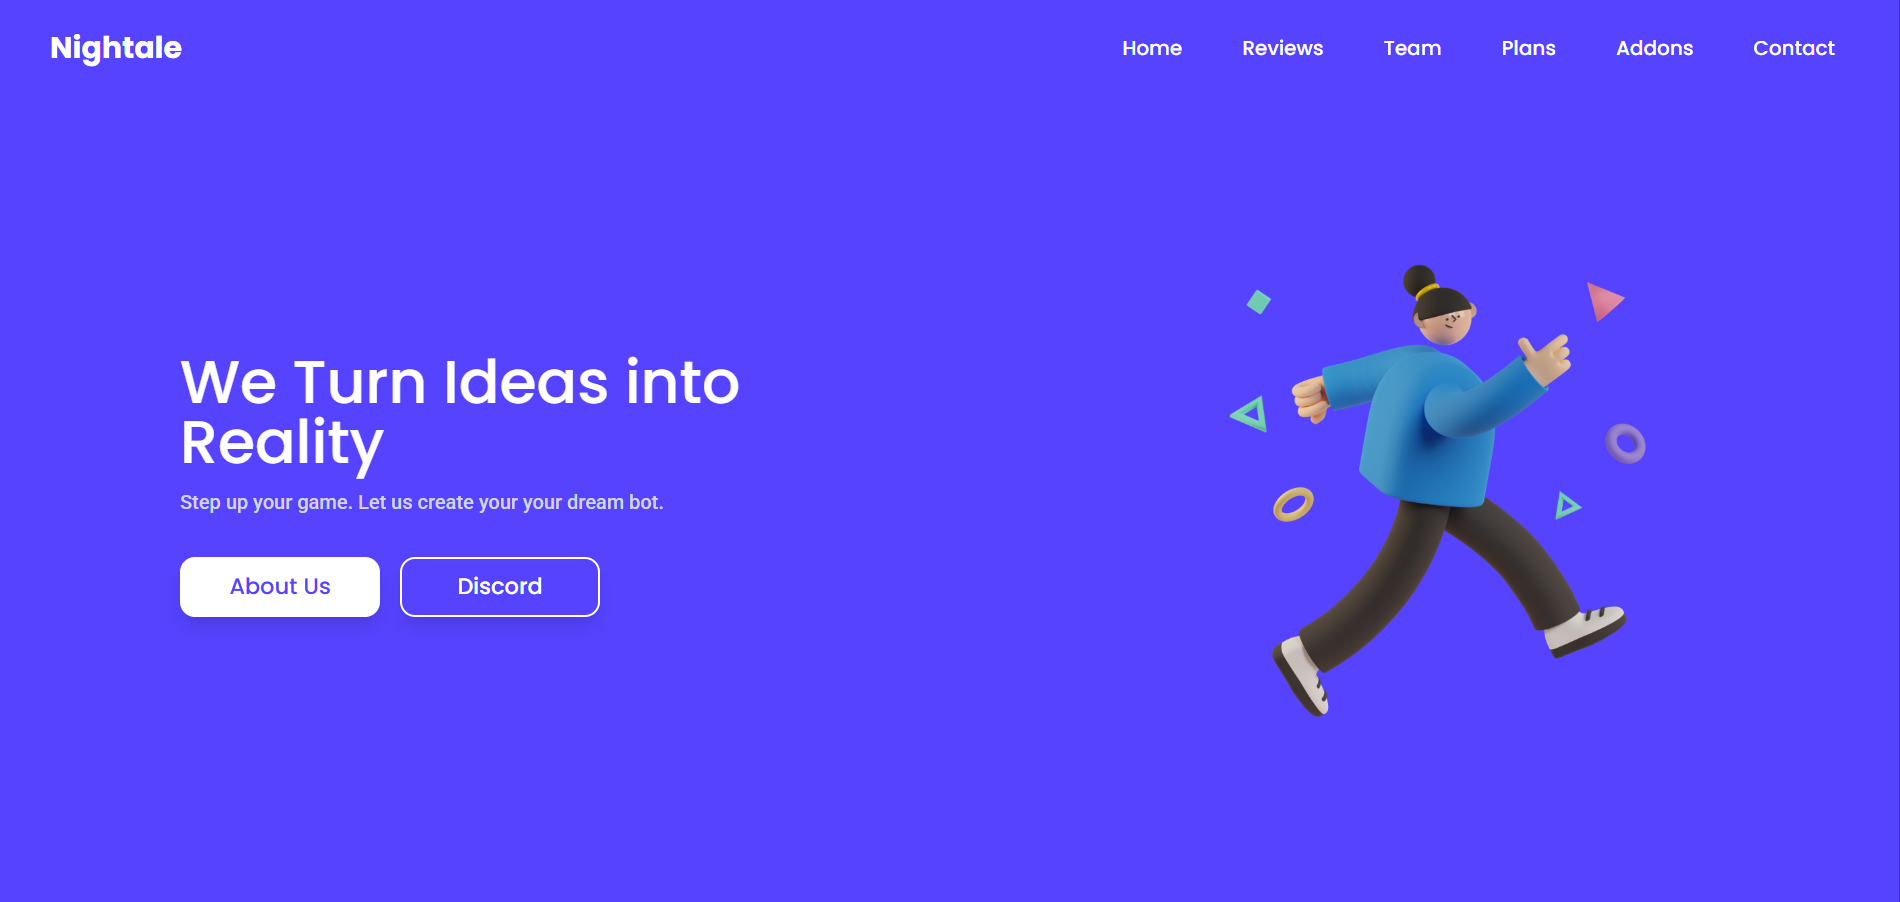 Nightale
Home Reviews Team Plans Addons Contact
We Turn Ideas into
Reality
Step up your game. Let us create your your dream bot.
About Us
Discord